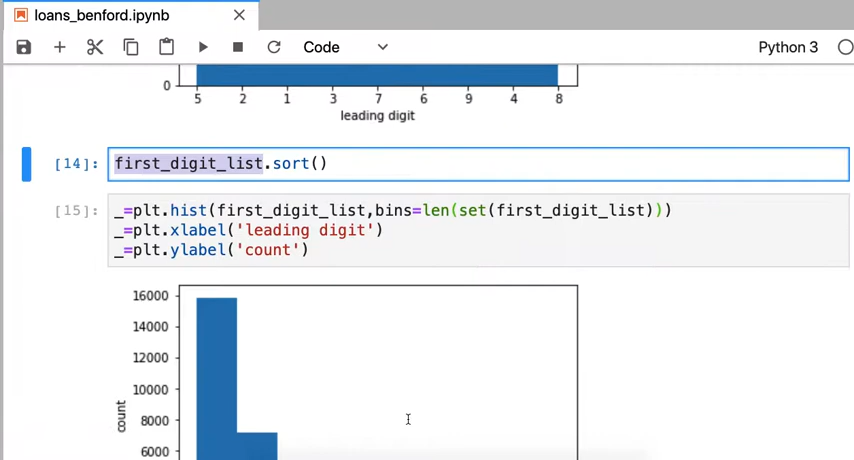 loans_benford.ipynb
Code
Python 3
0
5 2 1 3 7 6 9 4 8
leading digit
[14]: first_digit_list.sort()
[15]: _=plt.hist(first_digit_list,bins=len(set(first_digit_list)))
_=plt.xlabel('leading digit')
_=plt.ylabel('count')
16000
14000
12000
10000
8000
6000
count